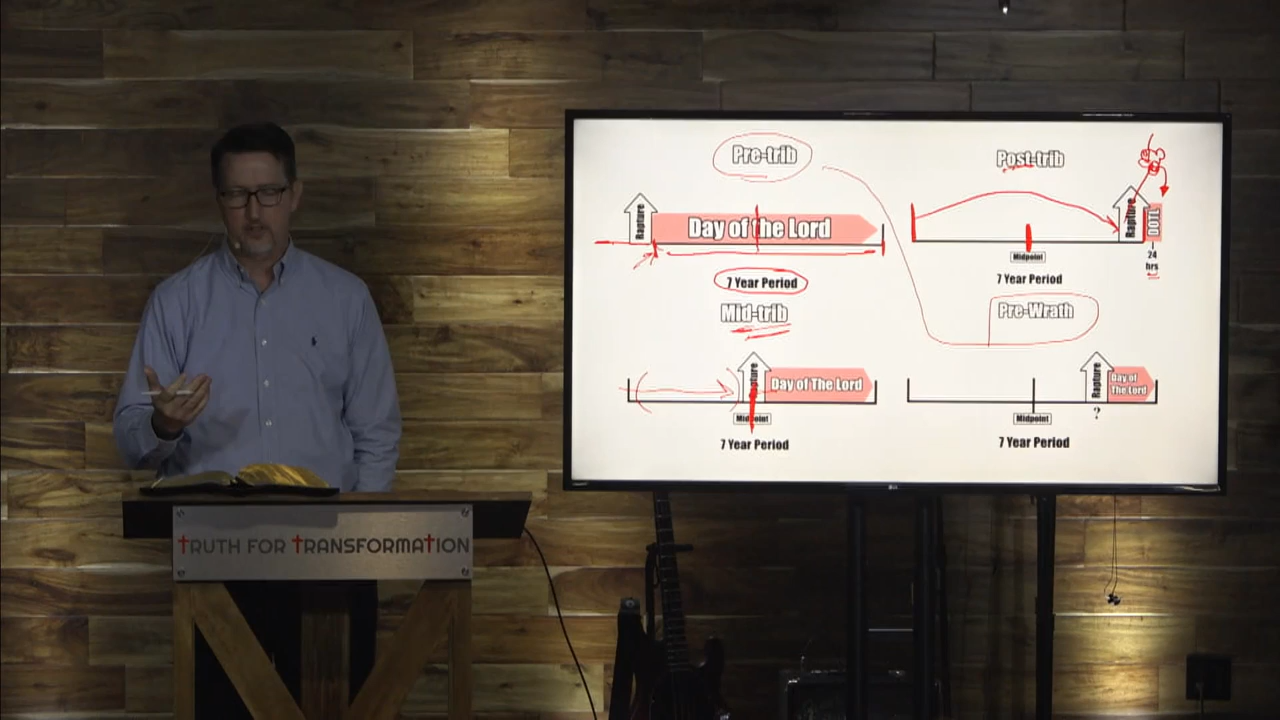 Pre-trib
Rapture
Day of the Lord
7 Year Period
Post-trib
Rapture
DOTL
Midpoint
24
hrs
7 Year Period
Mid-trib
Rapture
Day of The Lord
Midpoint
7 Year Period
Pre-Wrath
Rapture
Day of
The Lord
?
Midpoint
7 Year Period
TRUTH FOR TRANSFORMATION